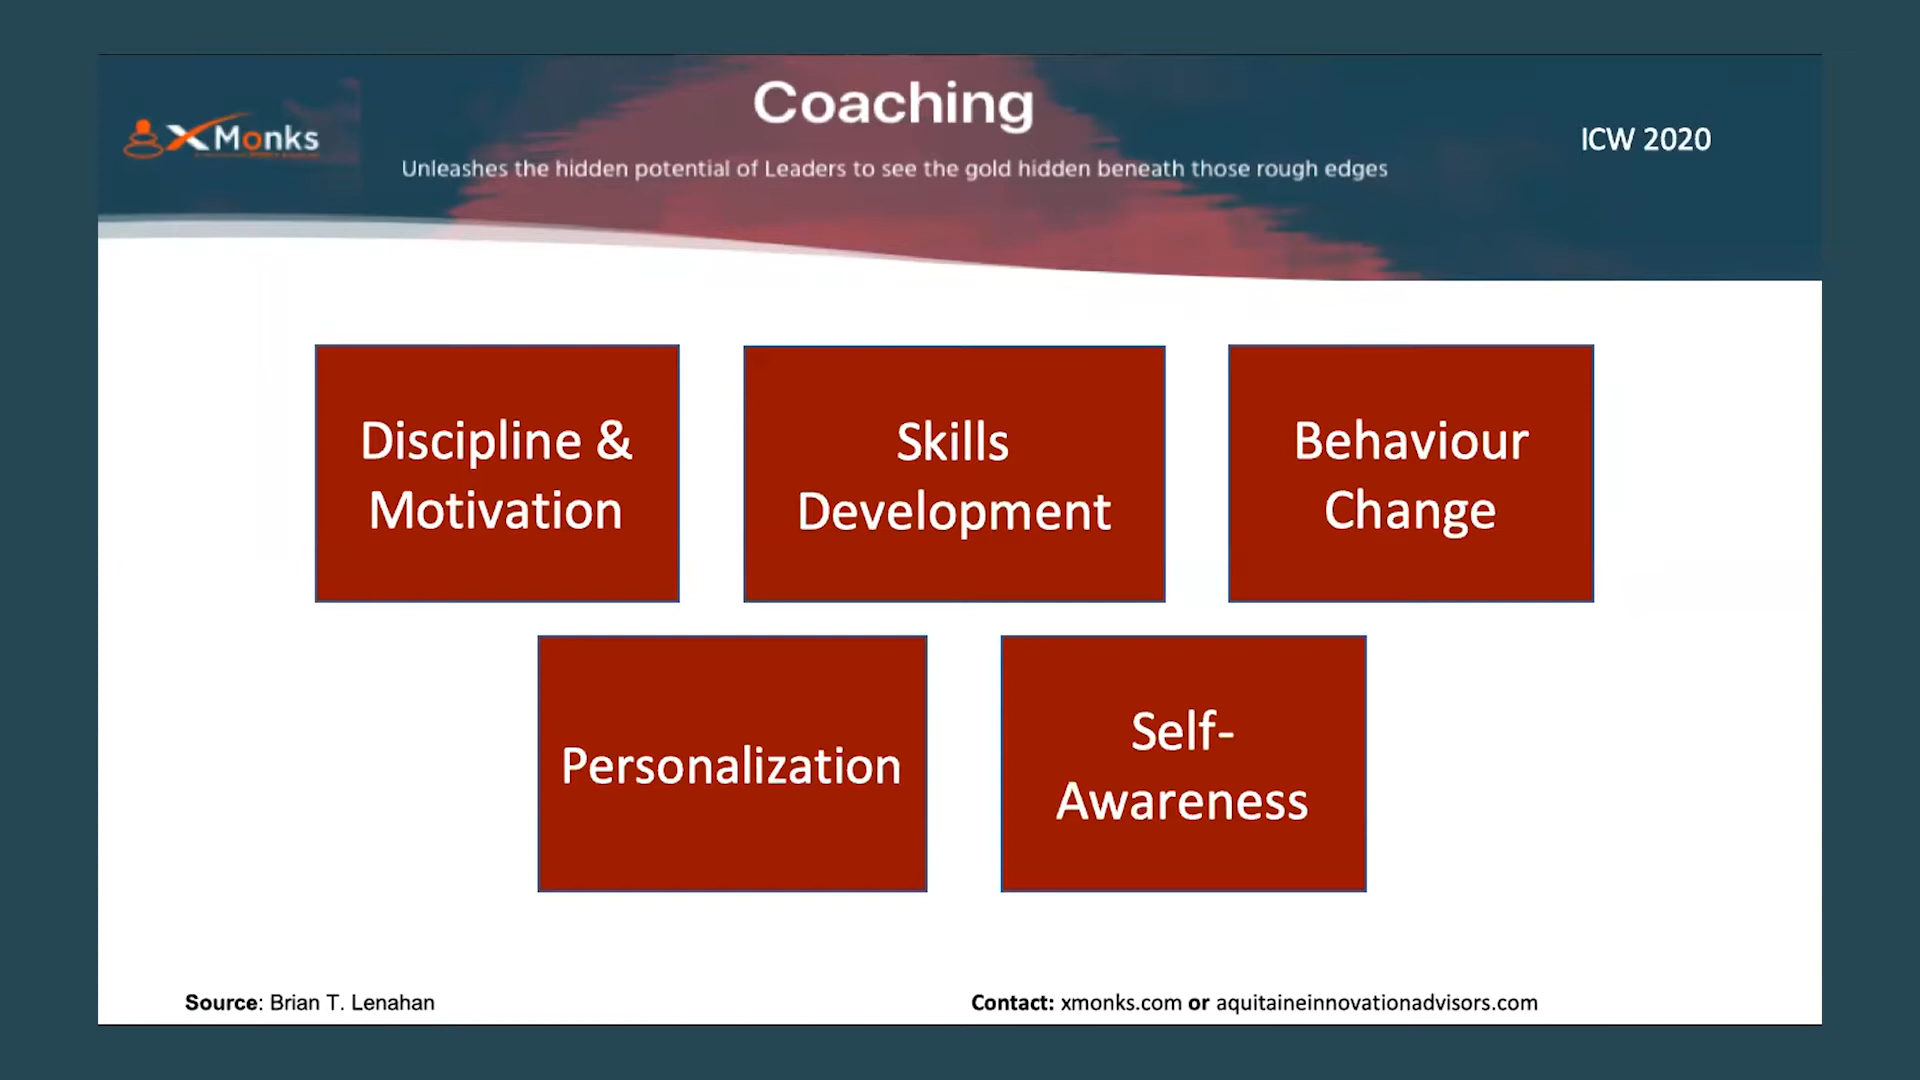 Coaching
X Monks
ICW 2020
Unleashes the hidden potential of Leaders to see the gold hidden beneath those rough edges
Discipline &
Motivation
Skills
Development
Behaviour
Change
Personalization
Self-
Awareness
Source: Brian T. Lenahan
Contact: xmonks.com or aquitaineinnovationadvisors.com